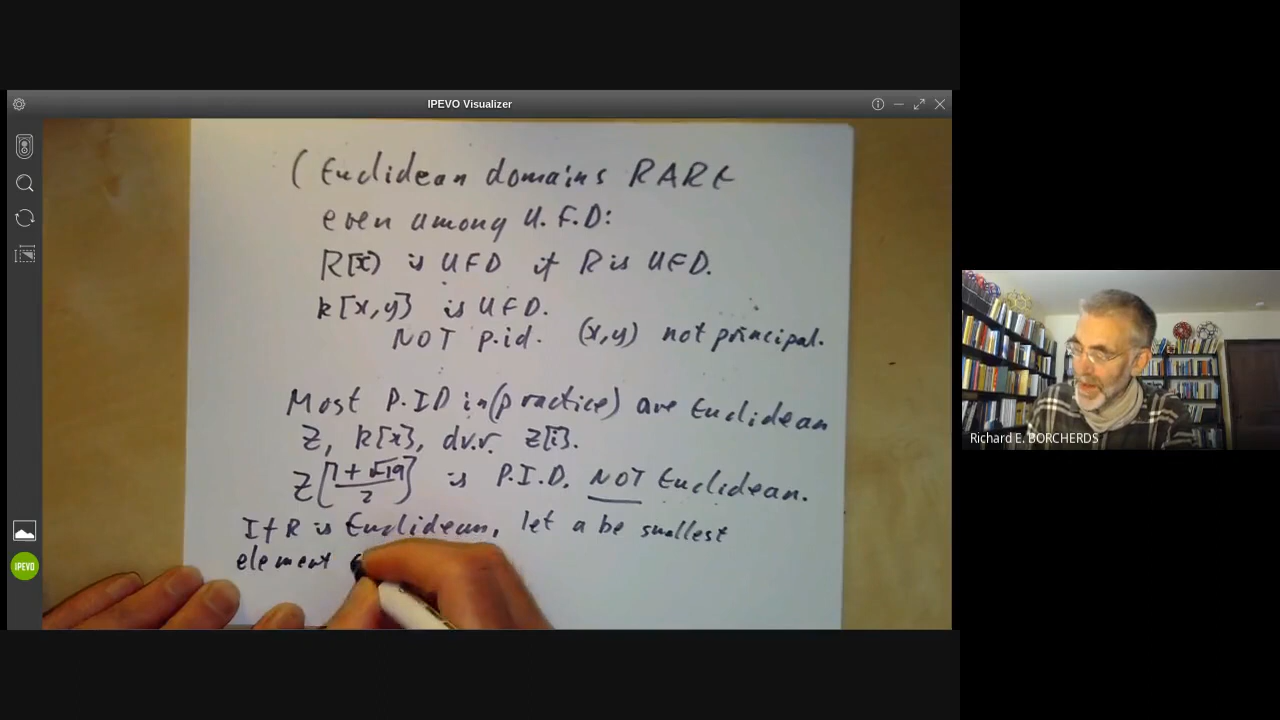 IPEVO Visualizer
( Euclidean domains RARE
even among U.F.D:
R[x] is UFD if R is UFD.
k[x,y] is UFD.
NOT p.id. (x,y) not principal.
Most P.ID in (practice) are Euclidean
Z, k[x], d.v.r. Z[i].
Z[(1+√-19)/2] is P.I.D. NOT Euclidean.
If R is Euclidean, let a be smallest
element
IPEVO
Richard E. BORCHERDS